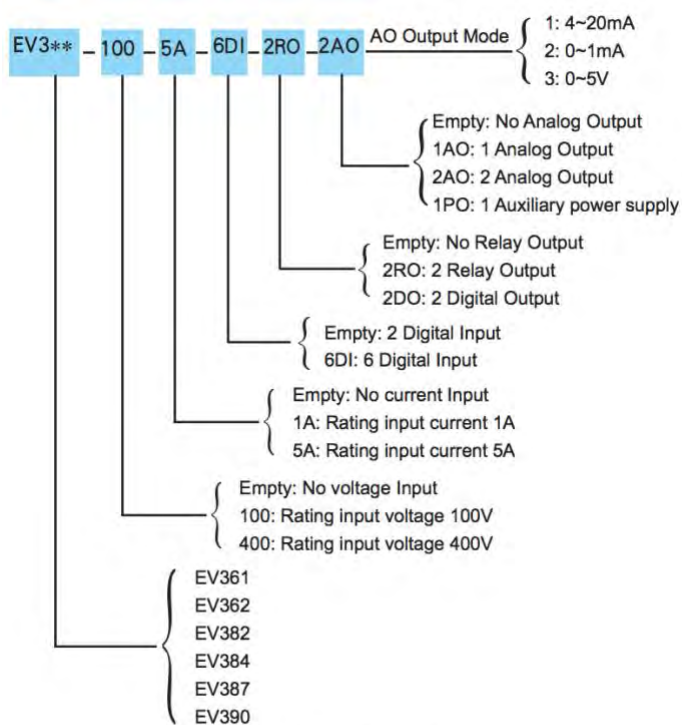 EV3** - 100 - 5A - 6DI - 2RO - 2AO AO Output Mode
1: 4~20mA
2: 0~1mA
3: 0~5V
Empty: No Analog Output
1AO: 1 Analog Output
2AO: 2 Analog Output
1PO: 1 Auxiliary power supply
Empty: No Relay Output
2RO: 2 Relay Output
2DO: 2 Digital Output
Empty: 2 Digital Input
6DI: 6 Digital Input
Empty: No current Input
1A: Rating input current 1A
5A: Rating input current 5A
Empty: No voltage Input
100: Rating input voltage 100V
400: Rating input voltage 400V
EV361
EV362
EV382
EV384
EV387
EV390